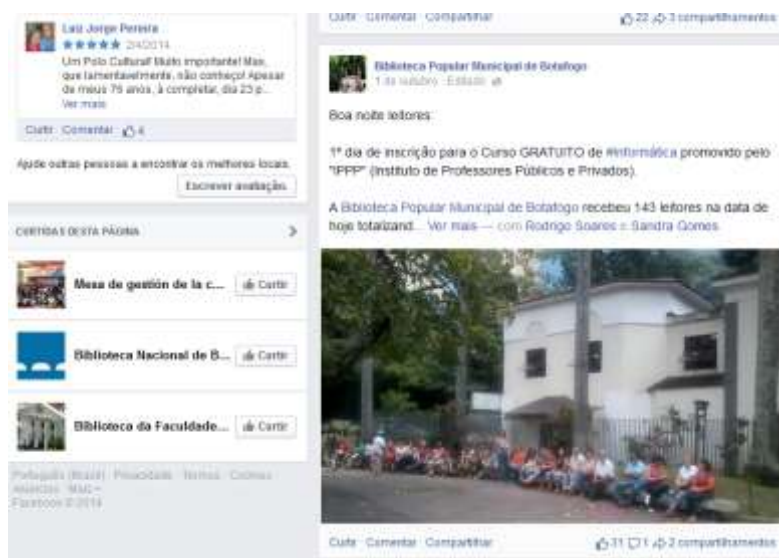 Luiz Jorge Pereira
2/4/2014
Um Polo Cultural! Muito importante! Mas,
que lamentavelmente, não conheço! Apesar
de meus 76 anos, à completar, dia 23 p...
Ver mais
Curtir Comentar 4
Ajude outras pessoas a encontrar os melhores locais.
Escrever avaliação
CURTIDAS DESTA PÁGINA
Mesa de gestión de la c... Curtir
Biblioteca Nacional de B... Curtir
Biblioteca da Faculdade... Curtir
Português (Brasil) Privacidade Termos Cookies
Anúncios Mais
Facebook © 2014
Curtir Comentar Compartilhar 22 3 compartilhamentos
Biblioteca Popular Municipal de Botafogo
1 de outubro Editado
Boa noite leitores:
1º dia de inscrição para o Curso GRATUITO de #Informática promovido pelo
"IPPP" (Instituto de Professores Públicos e Privados).
A Biblioteca Popular Municipal de Botafogo recebeu 143 leitores na data de
hoje totalizand... Ver mais — com Rodrigo Soares e Sandra Gomes.
Curtir Comentar Compartilhar 31 1 2 compartilhamentos